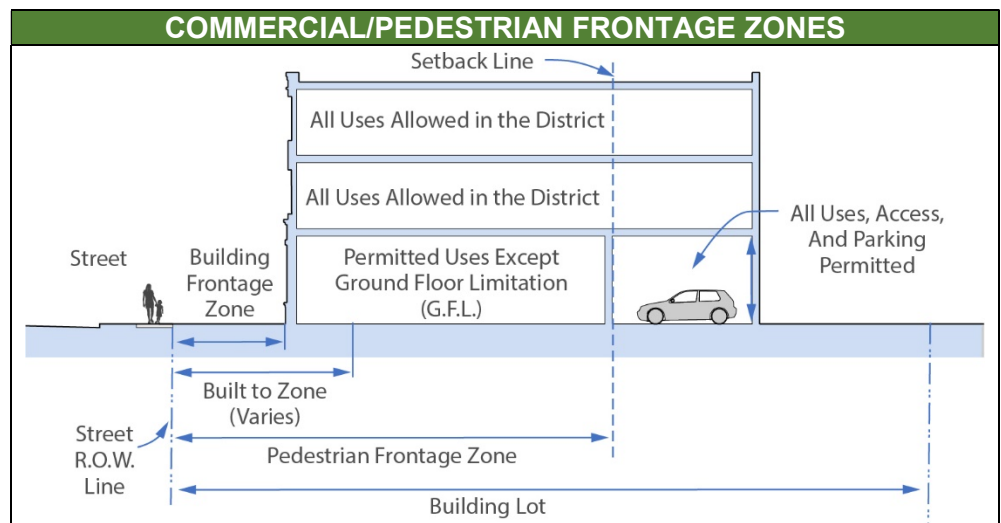 COMMERCIAL/PEDESTRIAN FRONTAGE ZONES
Setback Line
All Uses Allowed in the District
All Uses Allowed in the District
All Uses, Access,
And Parking
Permitted
Street
Building
Frontage
Zone
Permitted Uses Except
Ground Floor Limitation
(G.F.L.)
Built to Zone
(Varies)
Street
R.O.W.
Line
Pedestrian Frontage Zone
Building Lot